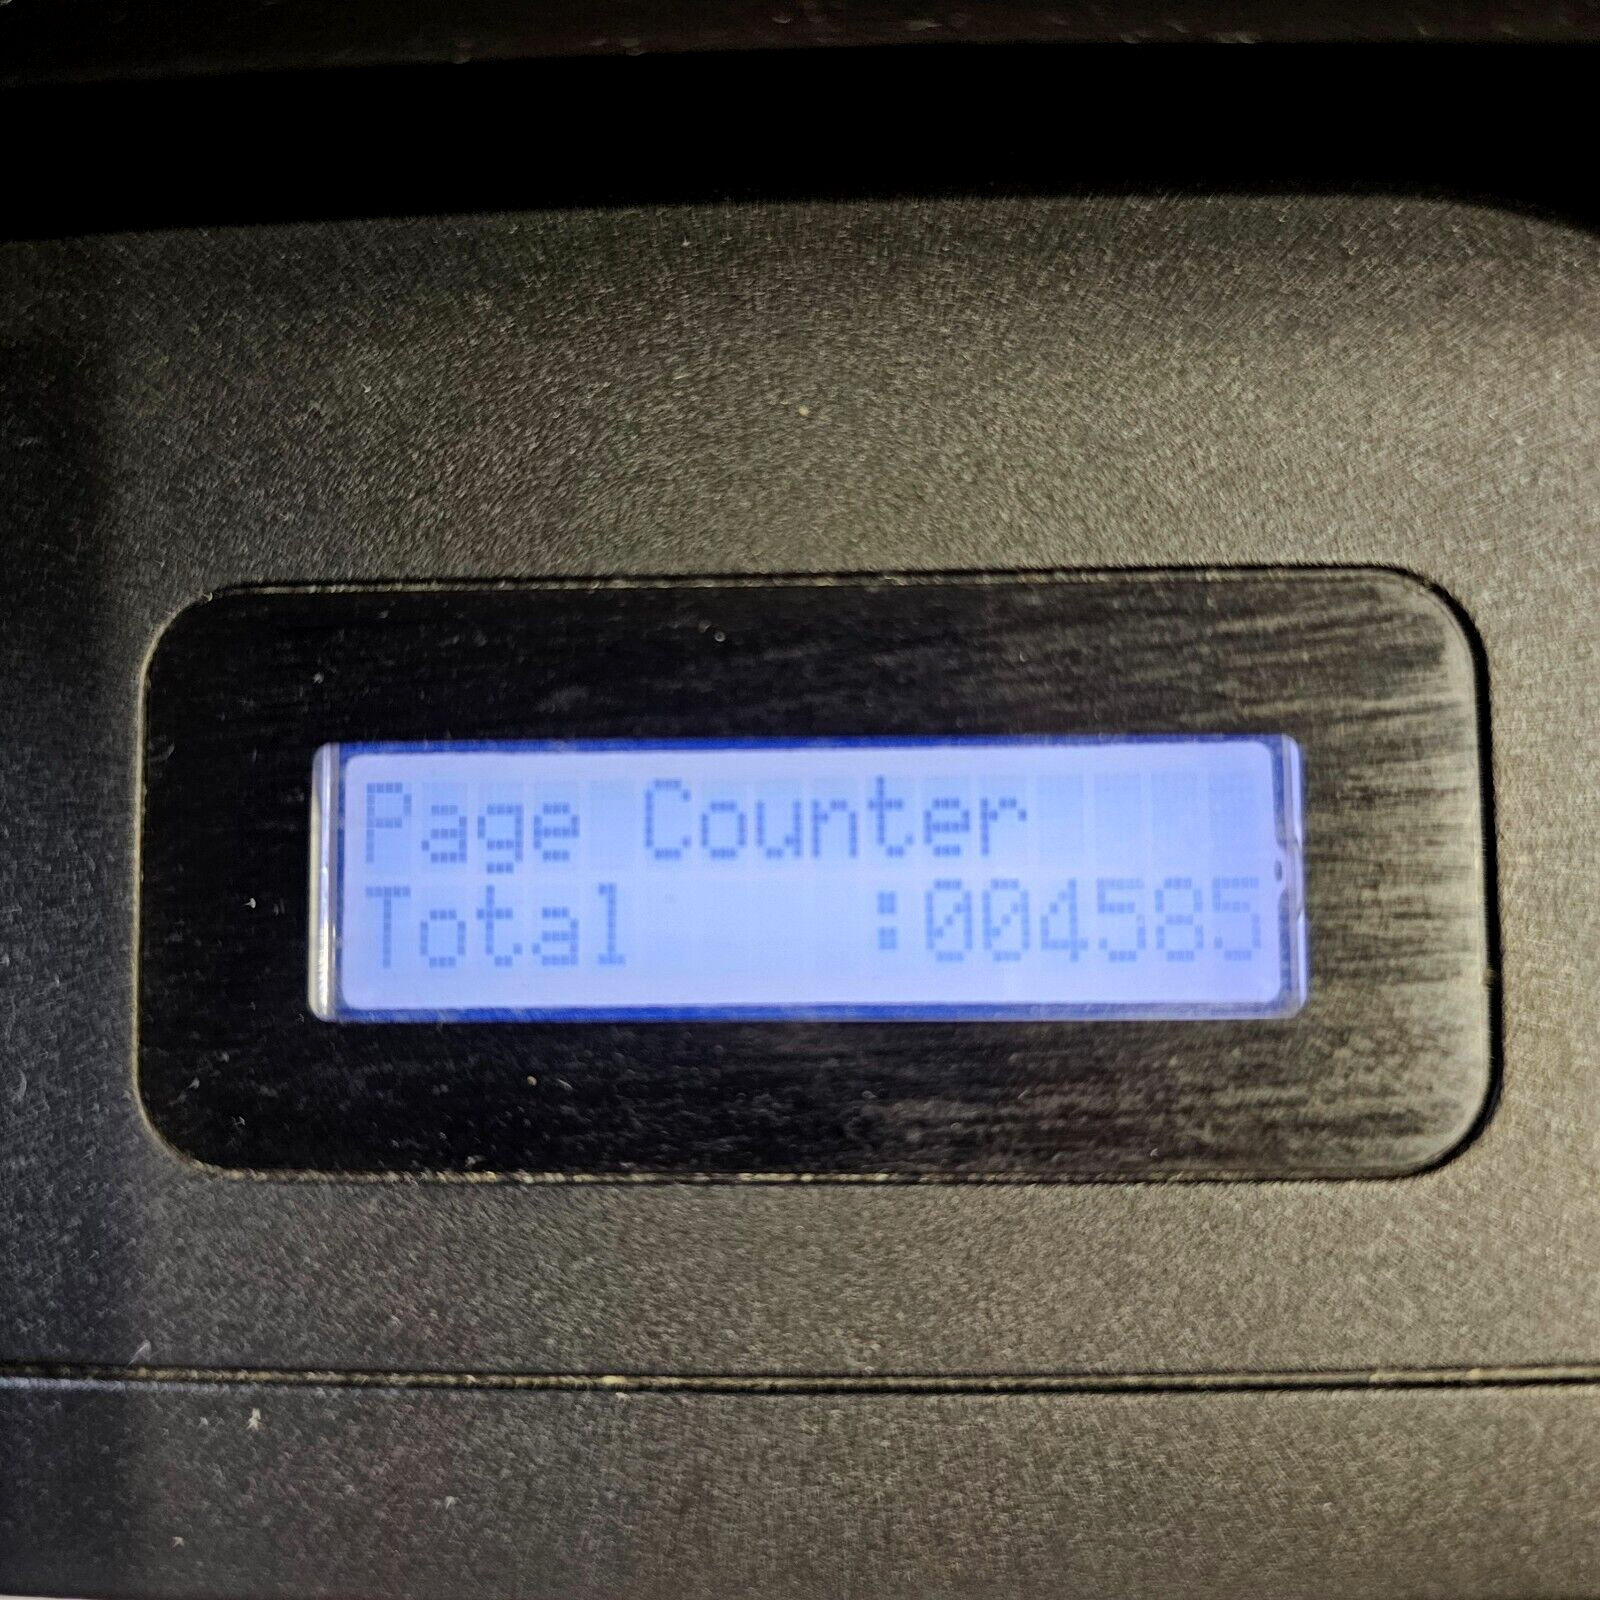 Page Counter
Total :004585